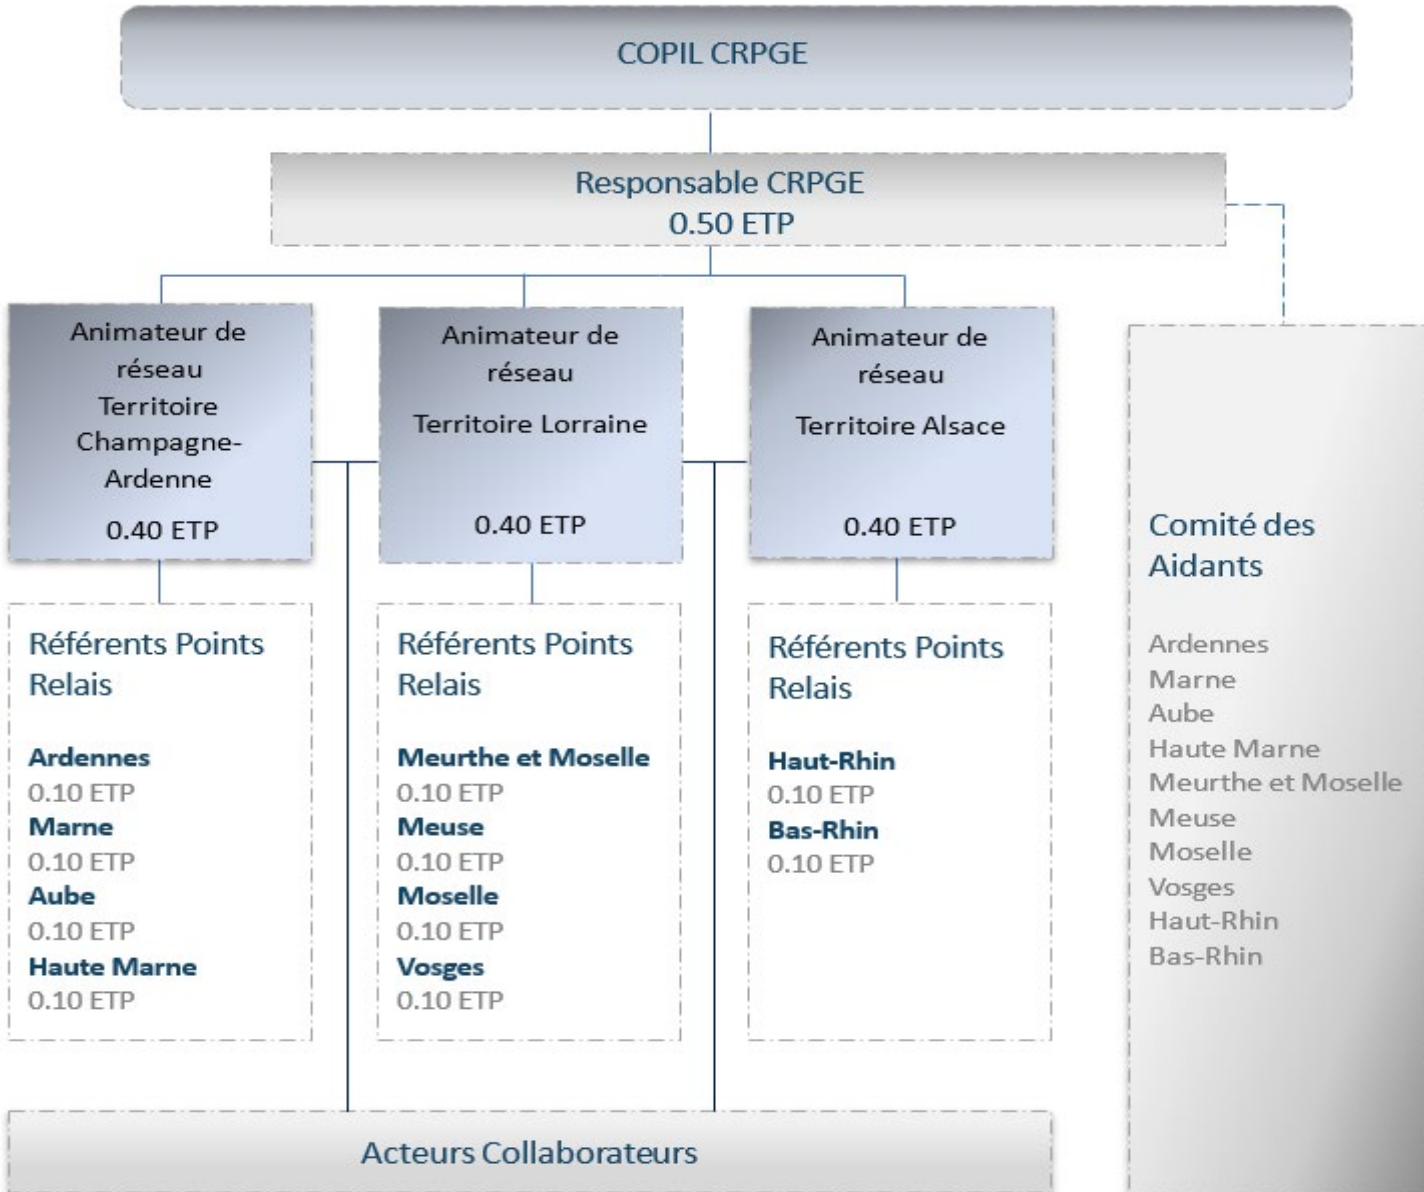 COPIL CRPGE
Responsable CRPGE
0.50 ETP
Animateur de
réseau
Territoire
Champagne-
Ardenne
0.40 ETP
Animateur de
réseau
Territoire Lorraine
0.40 ETP
Animateur de
réseau
Territoire Alsace
0.40 ETP
Référents Points
Relais
Ardennes
0.10 ETP
Marne
0.10 ETP
Aube
0.10 ETP
Haute Marne
0.10 ETP
Référents Points
Relais
Meurthe et Moselle
0.10 ETP
Meuse
0.10 ETP
Moselle
0.10 ETP
Vosges
0.10 ETP
Référents Points
Relais
Haut-Rhin
0.10 ETP
Bas-Rhin
0.10 ETP
Comité des
Aidants
Ardennes
Marne
Aube
Haute Marne
Meurthe et Moselle
Meuse
Moselle
Vosges
Haut-Rhin
Bas-Rhin
Acteurs Collaborateurs